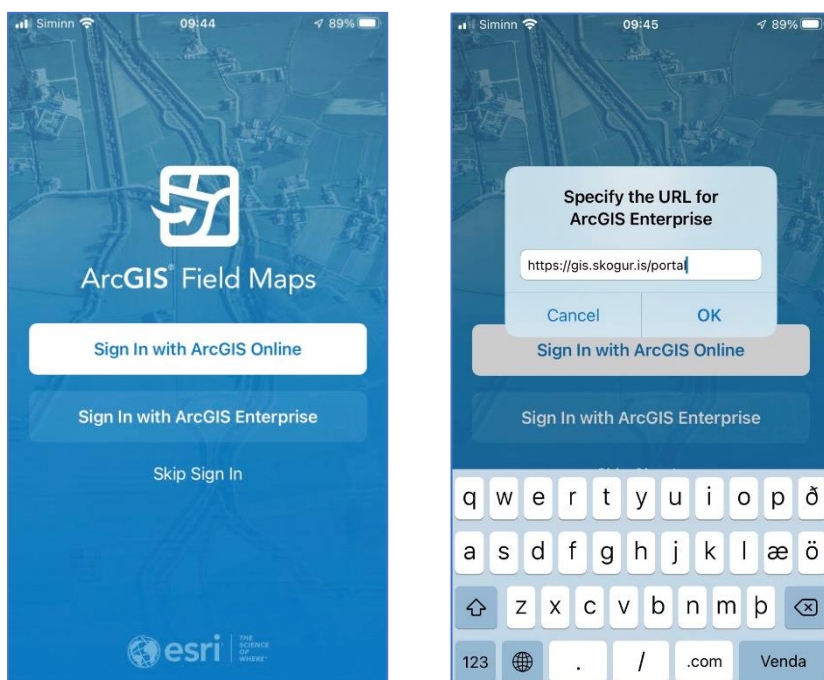 Siminn 09:44 89%
ArcGIS® Field Maps
Sign In with ArcGIS Online
Sign In with ArcGIS Enterprise
Skip Sign In
esri THE
SCIENCE
OF
WHERE™
Siminn 09:45 89%
Specify the URL for
ArcGIS Enterprise
https://gis.skogur.is/portal
Cancel OK
Sign In with ArcGIS Online
Sign In with ArcGIS Enterprise
q w e r t y u i o p ð
a s d f g h j k l æ ö
z x c v b n m þ
123 . / .com Venda